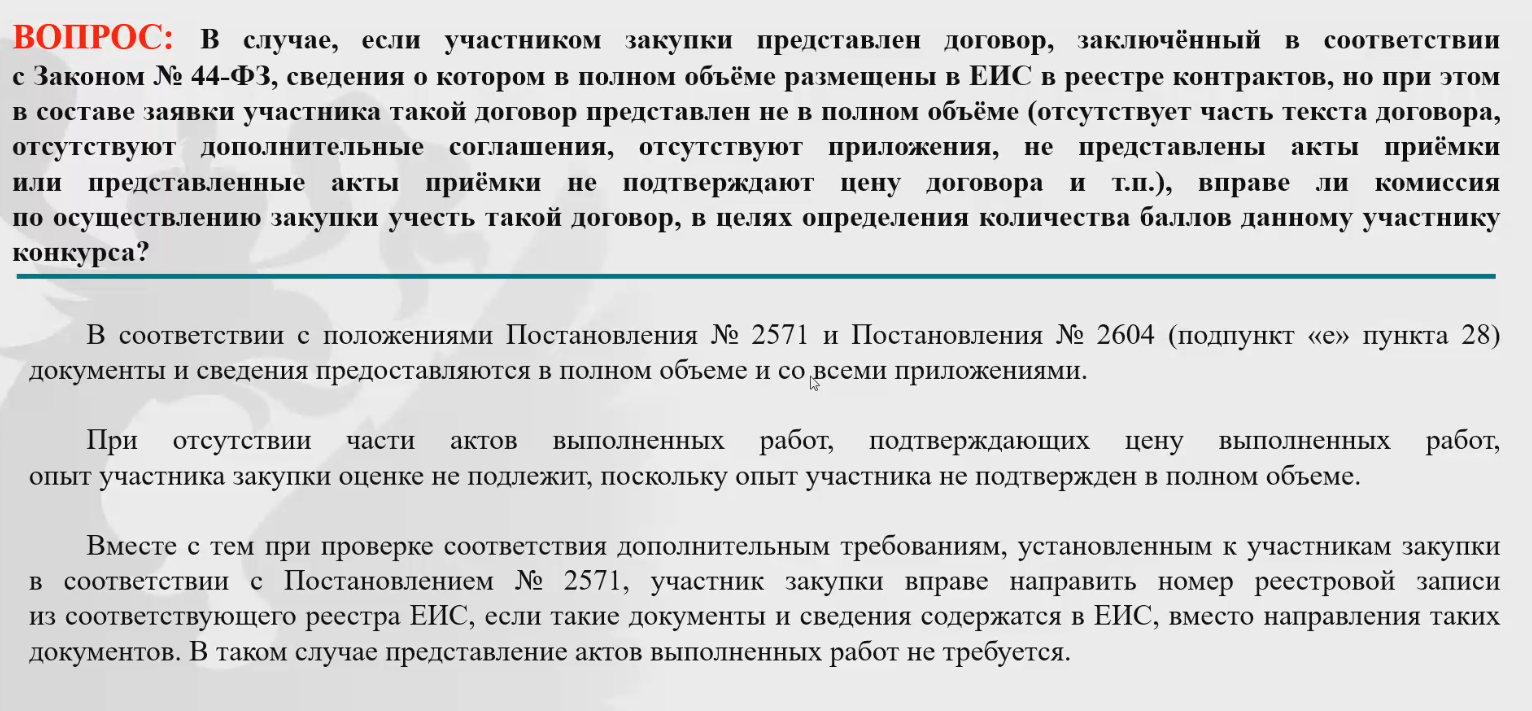 ВОПРОС: В случае, если участником закупки представлен договор, заключённый в соответствии
с Законом № 44-ФЗ, сведения о котором в полном объёме размещены в ЕИС в реестре контрактов, но при этом
в составе заявки участника такой договор представлен не в полном объёме (отсутствует часть текста договора,
отсутствуют дополнительные соглашения, отсутствуют приложения, не представлены акты приёмки
или представленные акты приёмки не подтверждают цену договора и т.п.), вправе ли комиссия
по осуществлению закупки учесть такой договор, в целях определения количества баллов данному участнику
конкурса?
В соответствии с положениями Постановления № 2571 и Постановления № 2604 (подпункт «е» пункта 28)
документы и сведения предоставляются в полном объеме и со всеми приложениями.
При отсутствии части актов выполненных работ, подтверждающих цену выполненных работ,
опыт участника закупки оценке не подлежит, поскольку опыт участника не подтвержден в полном объеме.
Вместе с тем при проверке соответствия дополнительным требованиям, установленным к участникам закупки
в соответствии с Постановлением № 2571, участник закупки вправе направить номер реестровой записи
из соответствующего реестра ЕИС, если такие документы и сведения содержатся в ЕИС, вместо направления таких
документов. В таком случае представление актов выполненных работ не требуется.